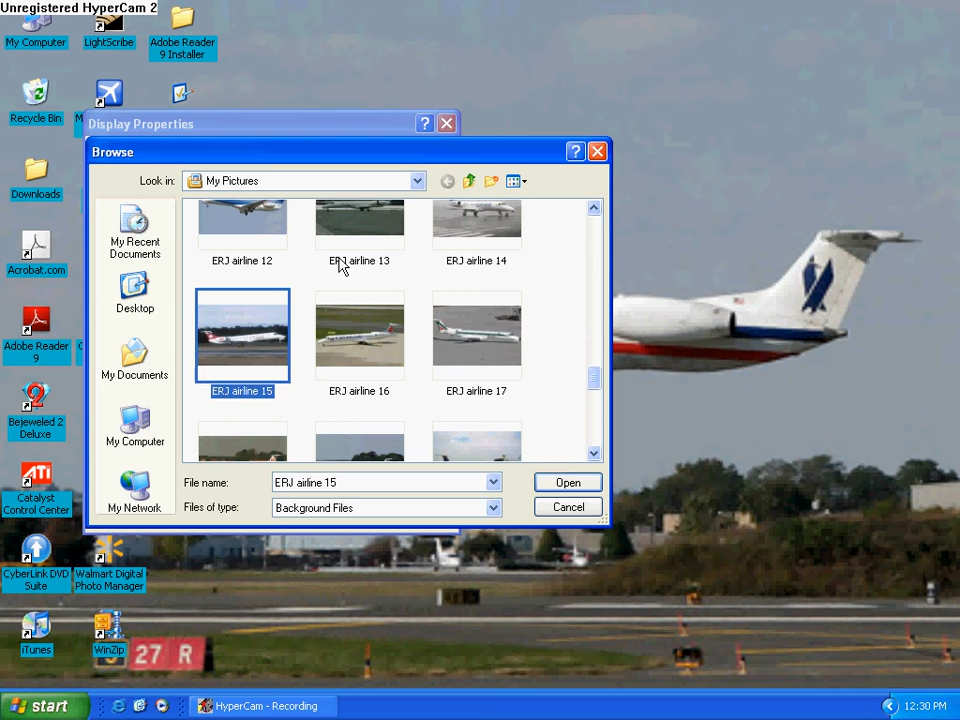 Unregistered HyperCam 2
My Computer
LightScribe
Adobe Reader
9 Installer
Recycle Bin
M
Display Properties
Browse
Look in:
My Pictures
Downloads
My Recent
Documents
ERJ airline 12
ERJ airline 13
ERJ airline 14
Acrobat.com
Desktop
Adobe Reader
9
My Documents
ERJ airline 15
ERJ airline 16
ERJ airline 17
Bejeweled 2
Deluxe
My Computer
ATI
Catalyst
Control Center
My Network
File name:
ERJ airline 15
Open
Files of type:
Background Files
Cancel
CyberLink DVD
Suite
Walmart Digital
Photo Manager
iTunes
WinZip
27 R
start
HyperCam - Recording
12:30 PM